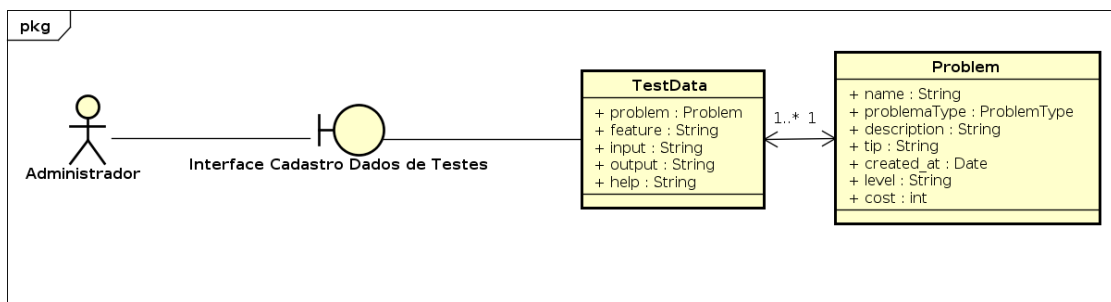 pkg
Administrador
Interface Cadastro Dados de Testes
TestData
+ problem : Problem
+ feature : String
+ input : String
+ output : String
+ help : String
1..* 1
Problem
+ name : String
+ problemaType : ProblemType
+ description : String
+ tip : String
+ created_at : Date
+ level : String
+ cost : int